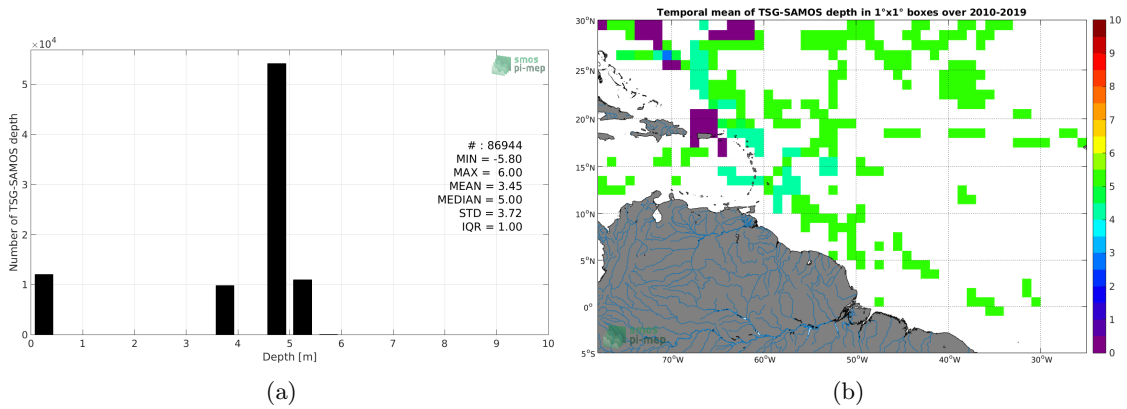 ×10⁴
5
4
3
2
1
0
Number of TSG-SAMOS depth
smos
pi-mep
# : 86944
MIN = -5.80
MAX = 6.00
MEAN = 3.45
MEDIAN = 5.00
STD = 3.72
IQR = 1.00
0 1 2 3 4 5 6 7 8 9 10
Depth [m]
(a)
Temporal mean of TSG-SAMOS depth in 1°x1° boxes over 2010-2019
30°N
25°N
20°N
15°N
10°N
5°N
0°
5°S
smos
pi-mep
70°W 60°W 50°W 40°W 30°W
10
9
8
7
6
5
4
3
2
1
0
(b)